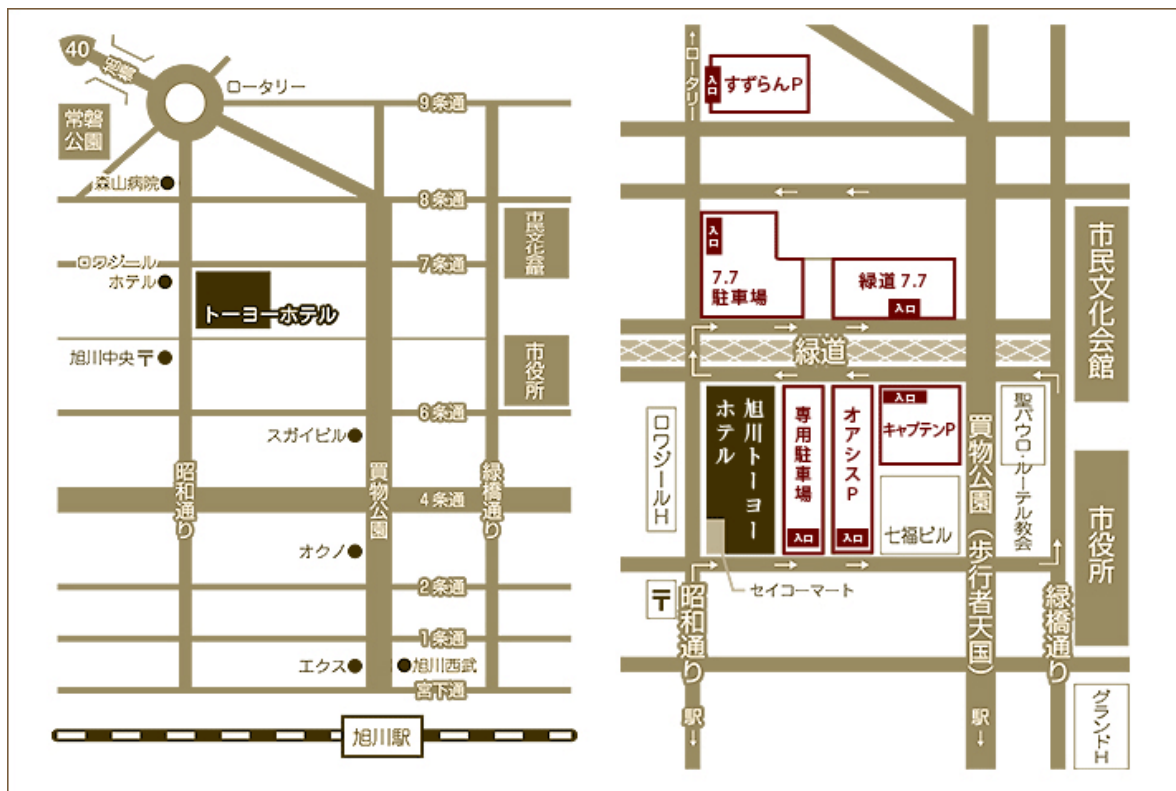 40
旭橋
ロータリー
9条通
常磐
公園
森山病院
8条通
市民文化会館
ロワジール
ホテル
7条通
トーヨーホテル
旭川中央〒
市役所
6条通
スガイビル
昭和通り
買物公園
緑橋通り
4条通
オクノ
2条通
1条通
エクス
旭川西武
宮下通
旭川駅
↑ロータリー
入口
すずらんP
←
←
入口
7.7
駐車場
緑道 7.7
入口
市民文化会館
→
→
→
緑道
←
←
←
ロワジールH
旭川トーヨー
ホテル
専用駐車場
入口
オアシスP
入口
入口
キャプテンP
七福ビル
買物公園(歩行者天国)
聖パウロ・ルーテル教会
市役所
→
→
→
セイコーマート
〒
昭和通り
緑橋通り
駅→
駅→
グランドH